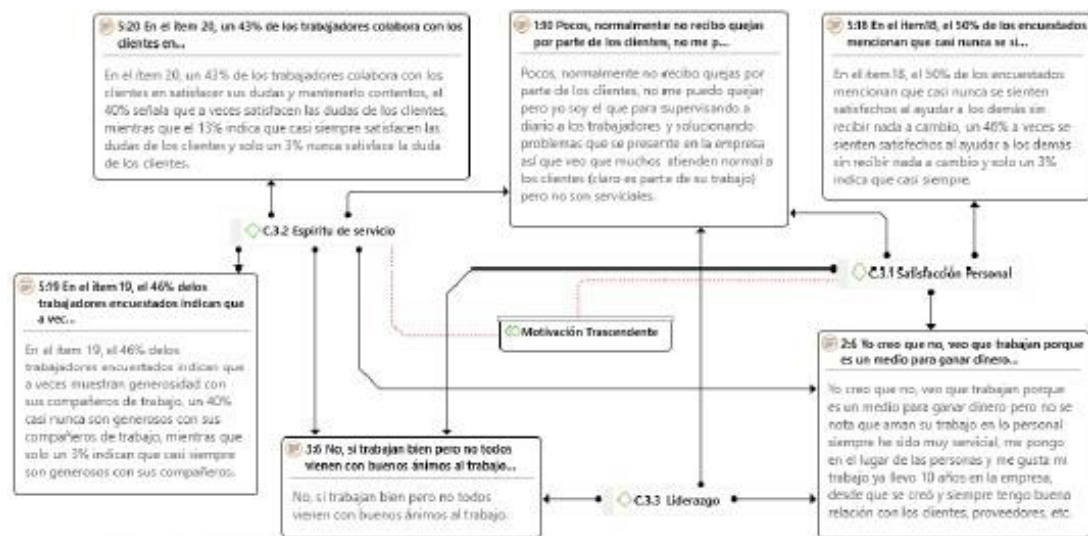 5:20 En el ítem 20, un 43% de los trabajadores colabora con los
clientes en...
En el ítem 20, un 43% de los trabajadores colabora con los
clientes en satisfacer sus dudas y mantenerlo contentos, el
40% señala que a veces satisfacen las dudas de los clientes,
mientras que el 13% indica que casi siempre satisfacen las
dudas de los clientes y solo un 3% nunca satisface la duda
de los clientes.
1:10 Pocos, normalmente no recibo quejas
por parte de los clientes, no me p...
Pocos, normalmente no recibo quejas por
parte de los clientes, no me puedo quejar
pero yo soy el que para supervisando a
diario a los trabajadores y solucionando
problemas que se presente en la empresa
así que veo que muchos atienden normal a
los clientes (claro es parte de su trabajo)
pero no son serviciales.
5:18 En el ítem18, el 50% de los encuestados
mencionan que casi nunca se si...
En el ítem18, el 50% de los encuestados
mencionan que casi nunca se sienten
satisfechos al ayudar a los demás sin
recibir nada a cambio, un 46% a veces se
sienten satisfechos al ayudar a los demás
sin recibir nada a cambio y solo un 3%
indica que casi siempre.
C.3.2 Espíritu de servicio
C.3.1 Satisfacción Personal
5:19 En el ítem 19, el 46% delos
trabajadores encuestados indican que
a vec...
En el ítem 19, el 46% delos
trabajadores encuestados indican que
a veces muestran generosidad con
sus compañeros de trabajo, un 40%
casi nunca son generosos con sus
compañeros de trabajo, mientras que
solo un 3% indican que casi siempre
son generosos con sus compañeros.
Motivación Trascendente
2:6 Yo creo que no, veo que trabajan porque
es un medio para ganar dinero...
Yo creo que no, veo que trabajan porque
es un medio para ganar dinero pero no se
nota que aman su trabajo en lo personal
siempre he sido muy servicial, me pongo
en el lugar de las personas y me gusta mi
trabajo ya llevo 10 años en la empresa,
desde que se creó y siempre tengo buena
relación con los clientes, proveedores, etc.
3:6 No, si trabajan bien pero no todos
vienen con buenos ánimos al trabajo...
No, si trabajan bien pero no todos
vienen con buenos ánimos al trabajo.
C.3.3 Liderazgo